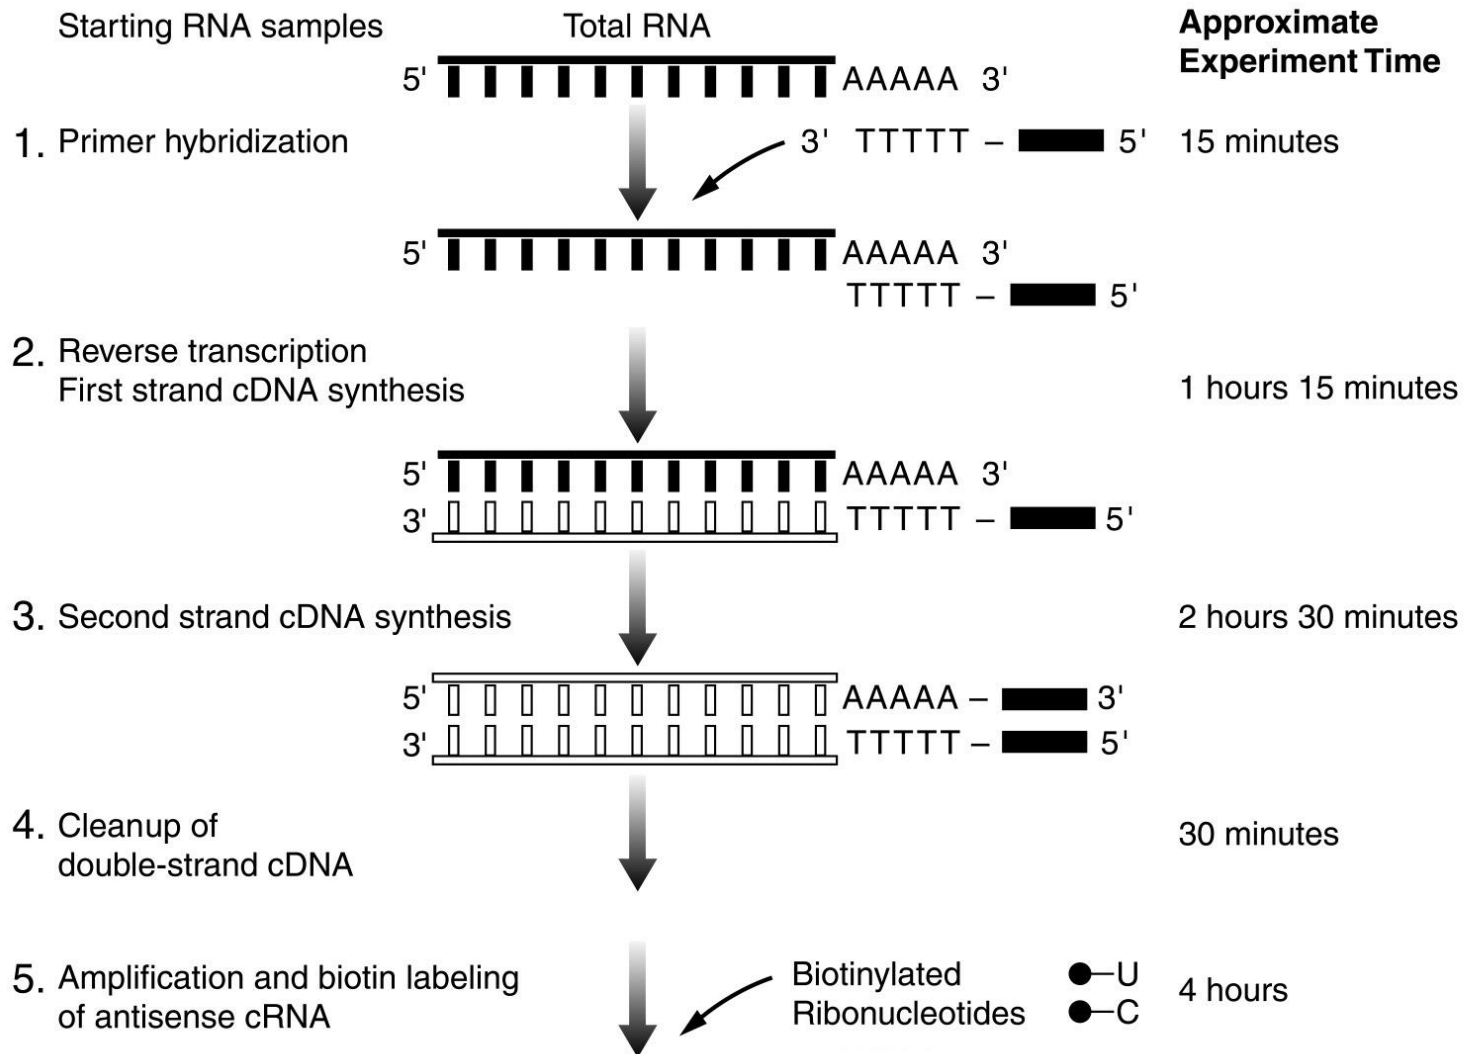 Starting RNA samples
Total RNA
Approximate
Experiment Time
5' AAAAA 3'
1. Primer hybridization
3' TTTTT – 5'
15 minutes
5' AAAAA 3'
TTTTT – 5'
2. Reverse transcription
First strand cDNA synthesis
1 hours 15 minutes
5' AAAAA 3'
3' TTTTT – 5'
3. Second strand cDNA synthesis
2 hours 30 minutes
5' AAAAA – 3'
3' TTTTT – 5'
4. Cleanup of
double-strand cDNA
30 minutes
5. Amplification and biotin labeling
of antisense cRNA
Biotinylated
Ribonucleotides
U
C
4 hours